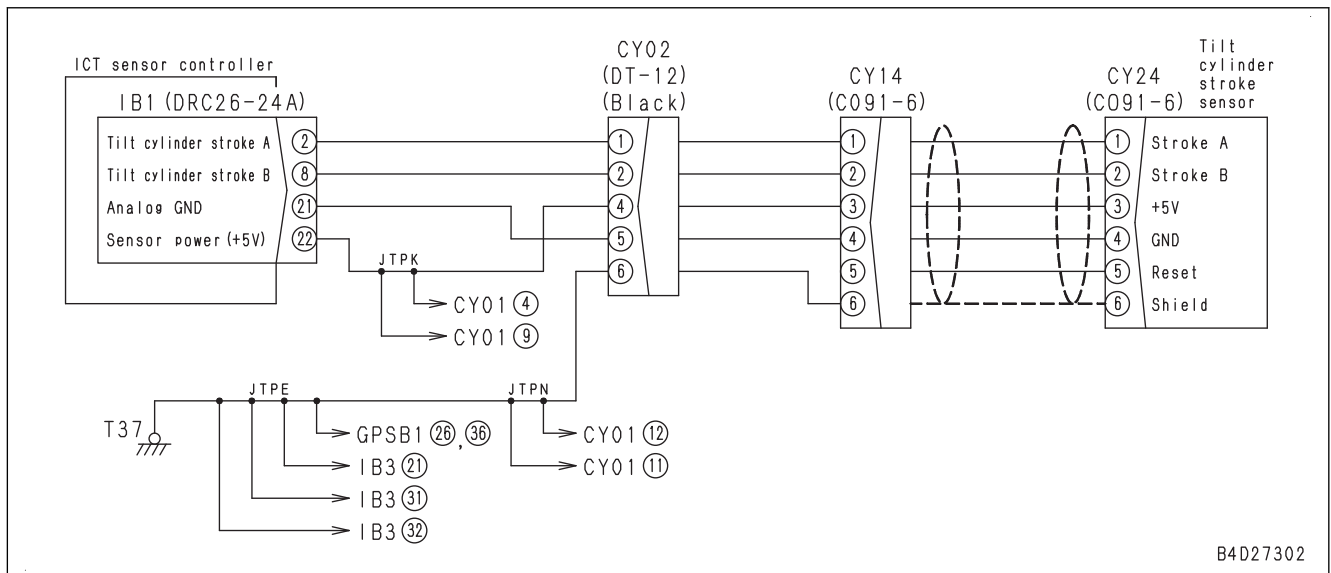 ICT sensor controller
IB1 (DRC26-24A)
Tilt cylinder stroke A 2
Tilt cylinder stroke B 8
Analog GND 21
Sensor power (+5V) 22
CY02
(DT-12)
(Black)
1
2
4
5
6
CY14
(C091-6)
1
2
3
4
5
6
Tilt
cylinder
stroke
sensor
CY24
(C091-6)
1 Stroke A
2 Stroke B
3 +5V
4 GND
5 Reset
6 Shield
JTPK
CY01 4
CY01 9
JTPE
JTPN
T37
GPSB1 26, 36
IB3 21
IB3 31
IB3 32
CY01 12
CY01 11
B4D27302